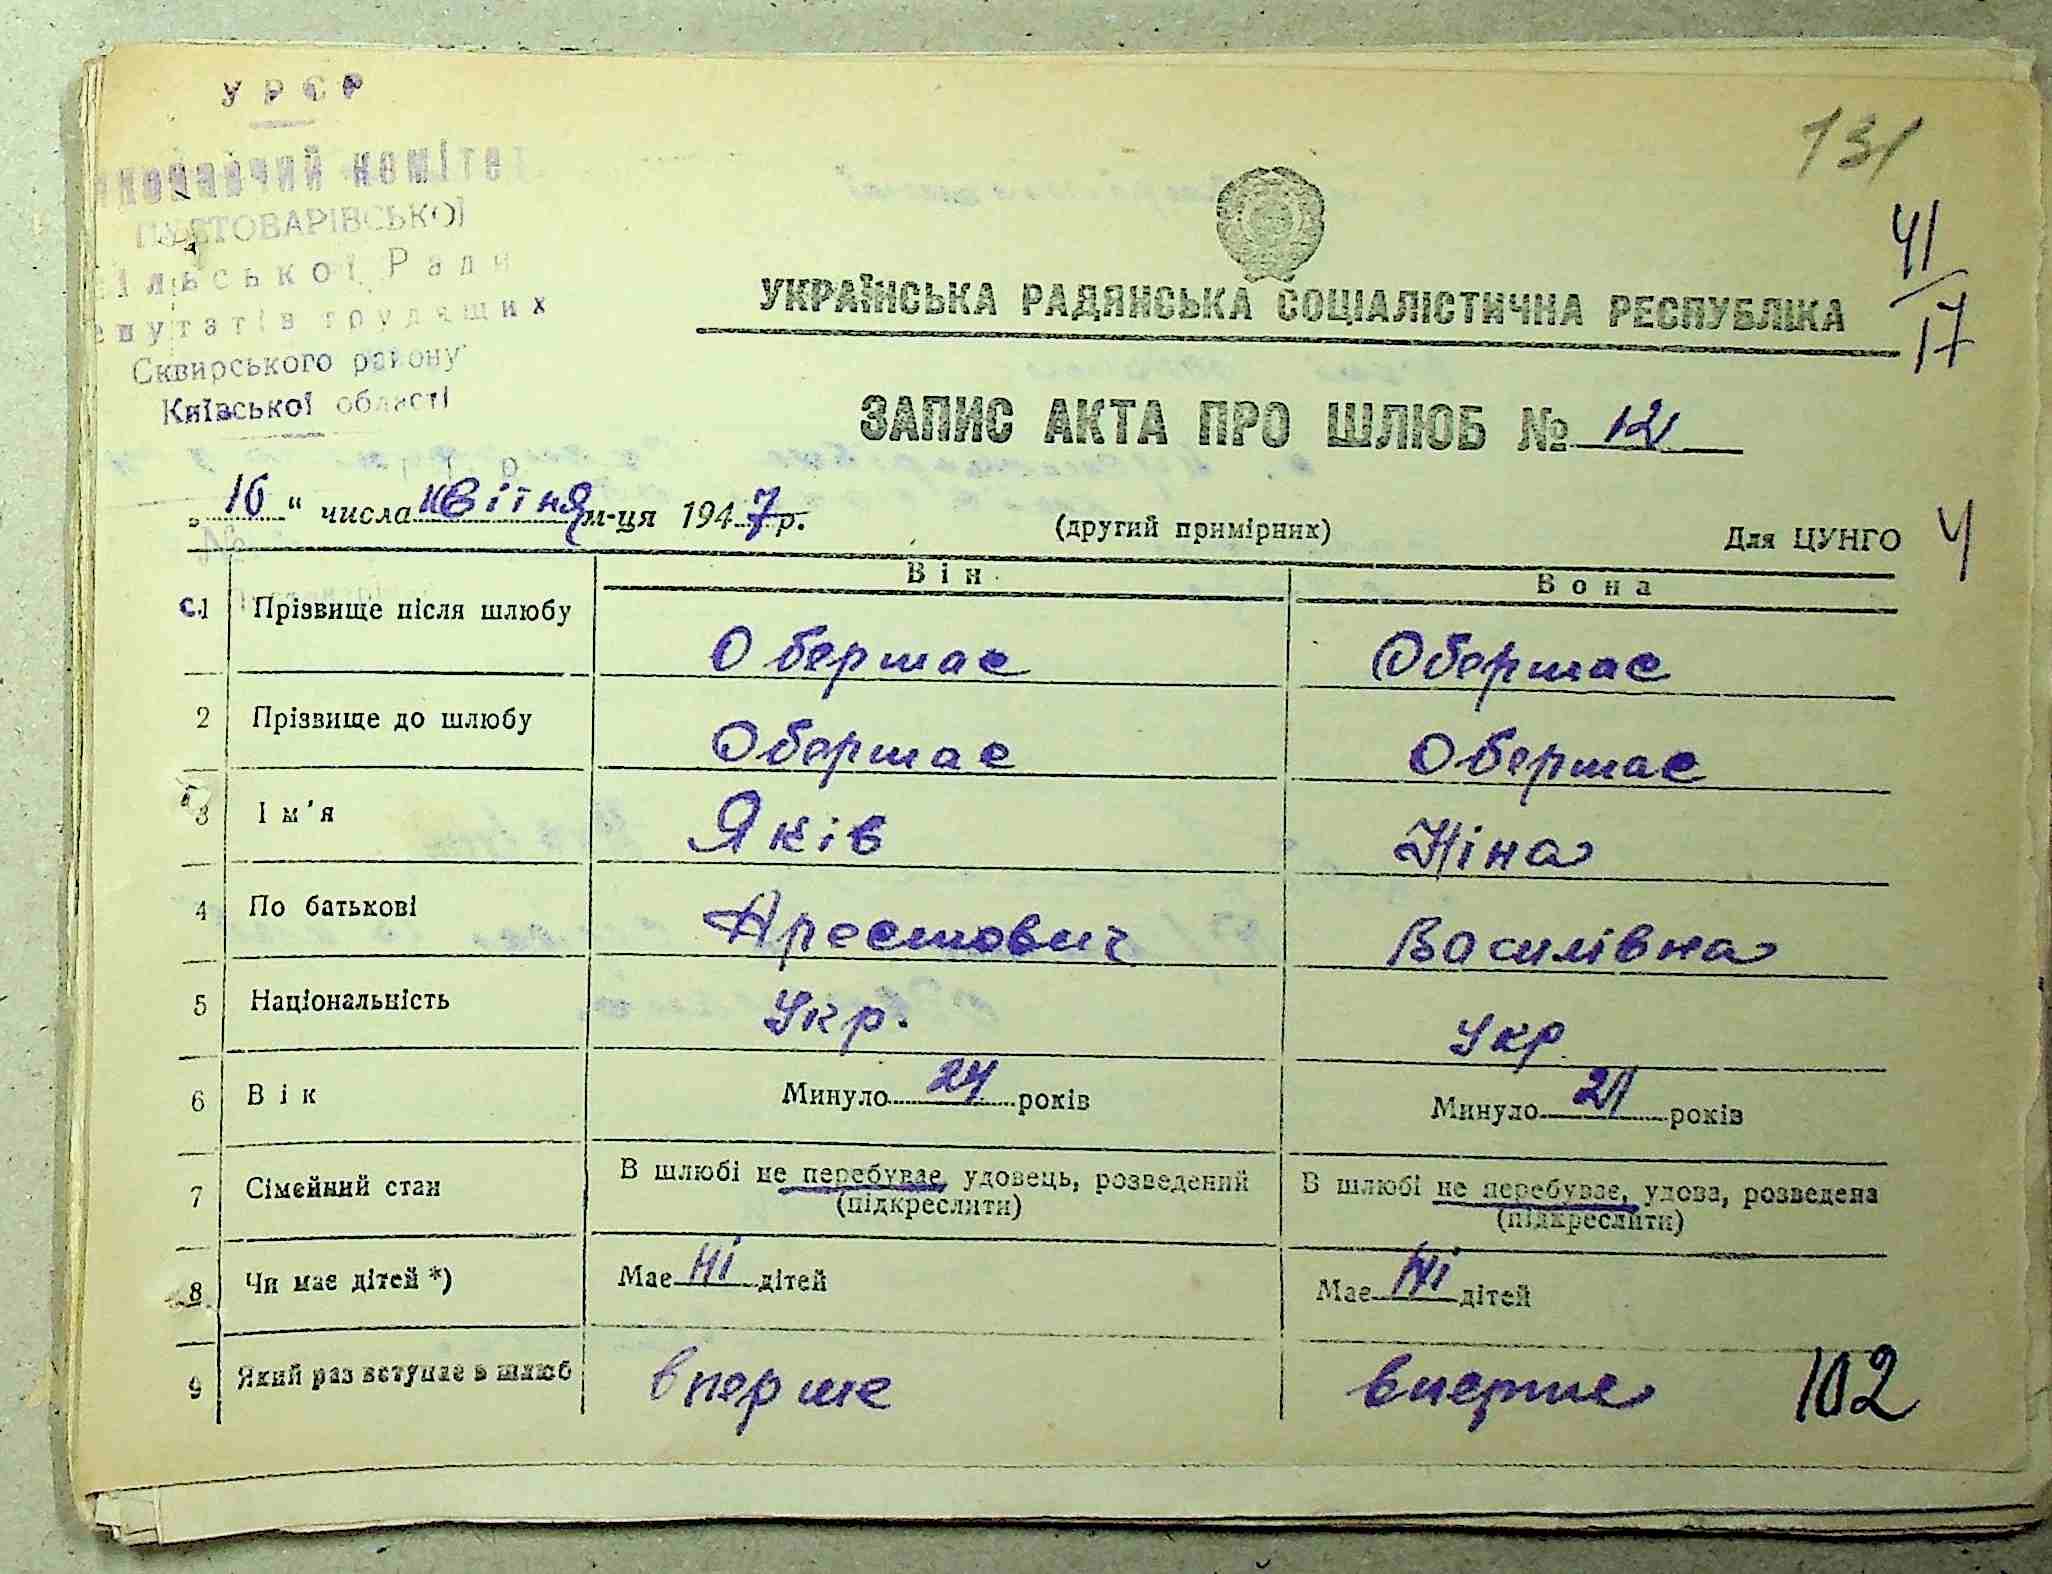 УРСР
Виконавчий комітет
ПУСТОВАРІВСЬКОЇ
Сільської Ради
депутатів трудящих
Сквирського району
Київської області
131
41/17
УКРАЇНСЬКА РАДЯНСЬКА СОЦІАЛІСТИЧНА РЕСПУБЛІКА
ЗАПИС АКТА ПРО ШЛЮБ № 12
„16“ числа квітня м-ця 1947 р. (другий примірник) Для ЦУНГО Ч
Він Вона
1 Прізвище після шлюбу Обертас Обертас
2 Прізвище до шлюбу Обертас Обертас
3 Ім'я Яків Ніна
4 По батькові Арестович Василівна
5 Національність Укр. Укр
6 Вік Минуло 24 років Минуло 21 років
7 Сімейний стан В шлюбі не перебуває, удовець, розведений В шлюбі не перебуває, удова, розведена
(підкреслити) (підкреслити)
8 Чи має дітей *) Має ні дітей Має ні дітей
9 Який раз вступає в шлюб вперше вперше
102